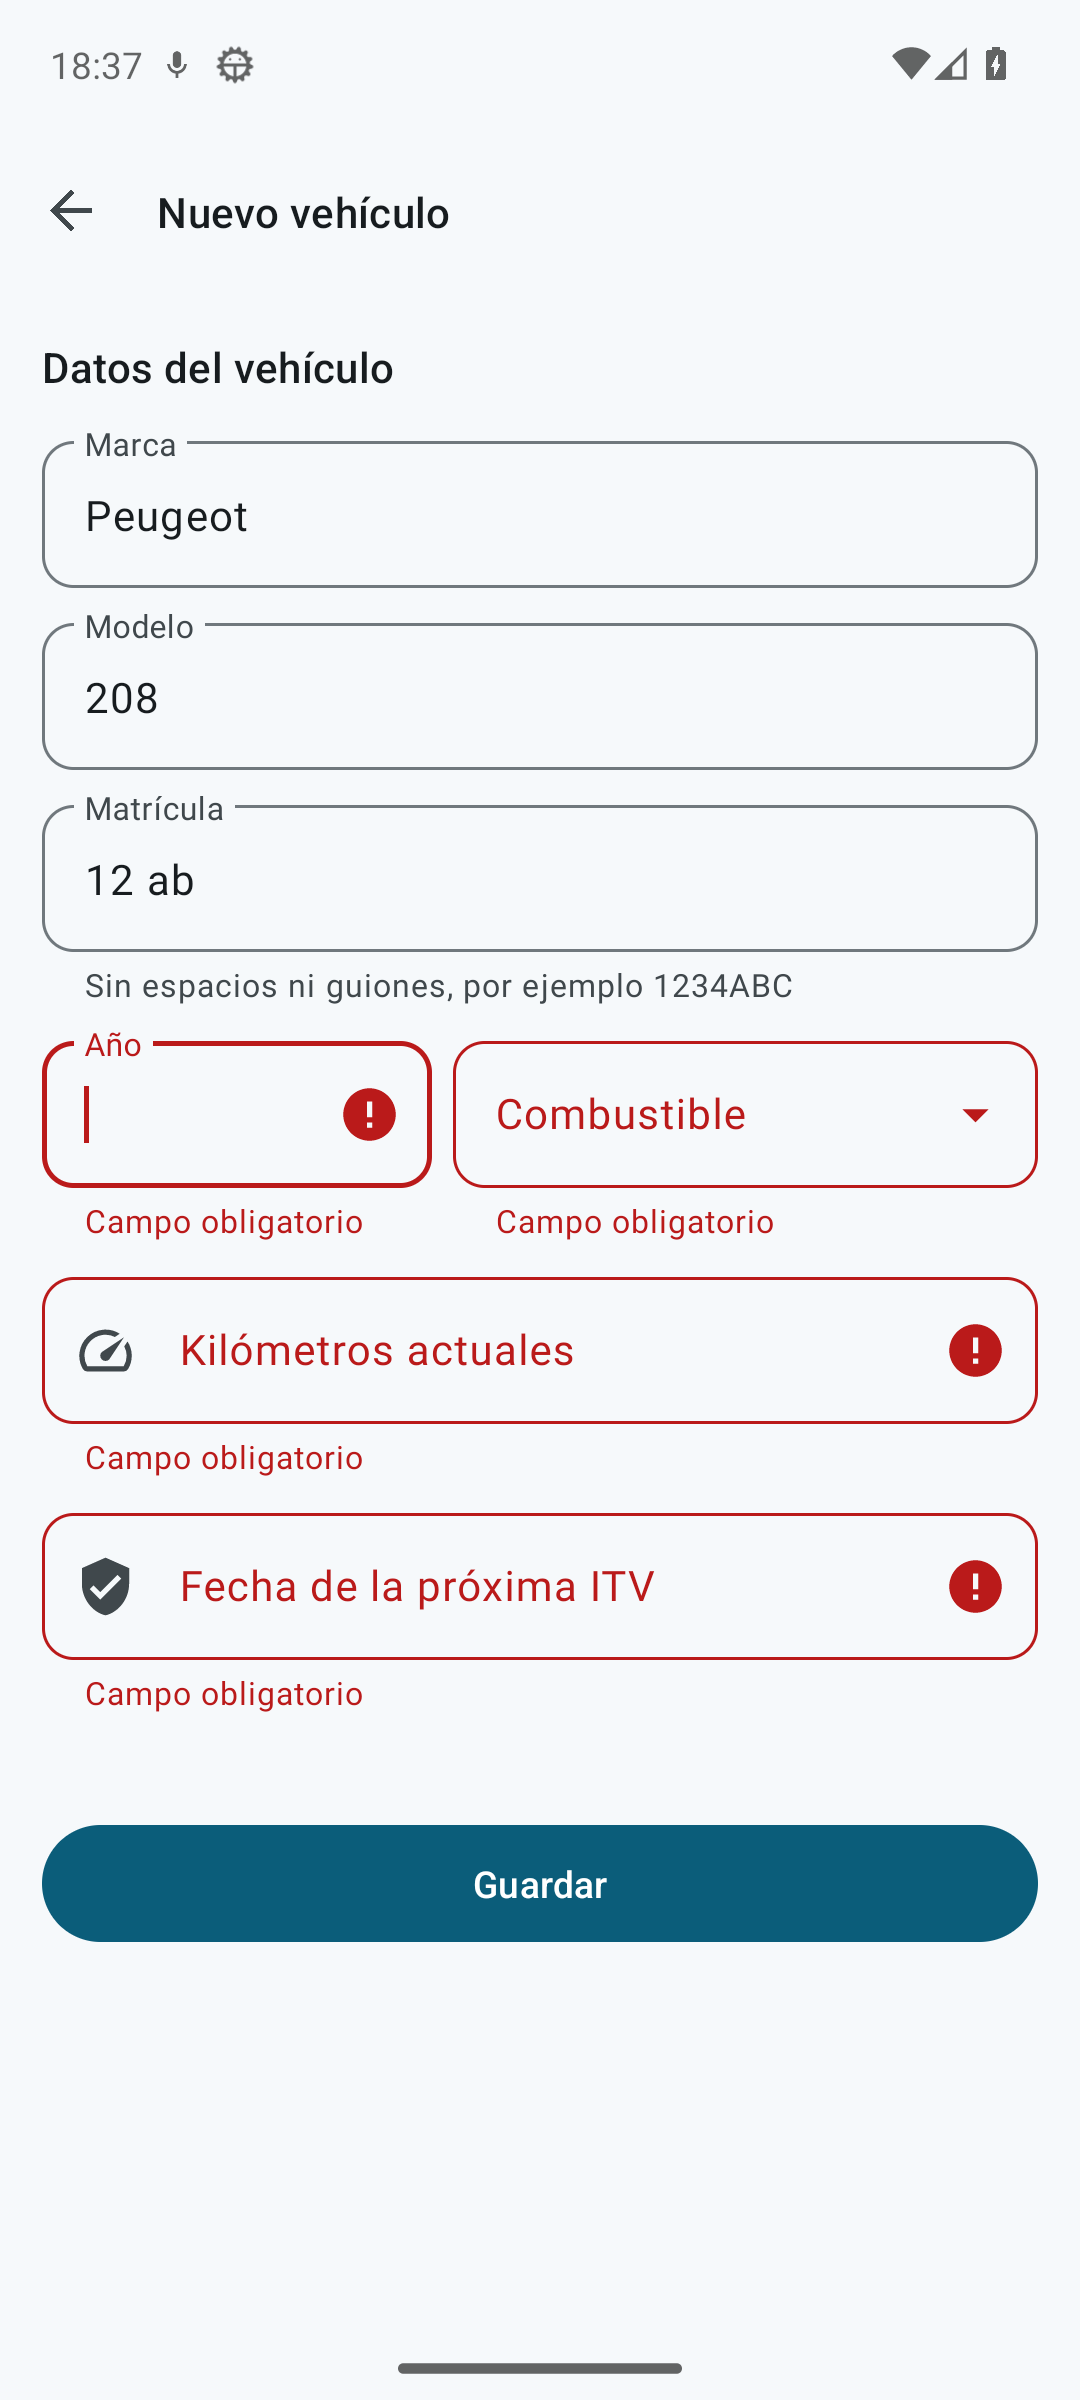 18:37
Nuevo vehículo
Datos del vehículo
Marca
Peugeot
Modelo
208
Matrícula
12 ab
Sin espacios ni guiones, por ejemplo 1234ABC
Año
Combustible
Campo obligatorio Campo obligatorio
Kilómetros actuales
Campo obligatorio
Fecha de la próxima ITV
Campo obligatorio
Guardar